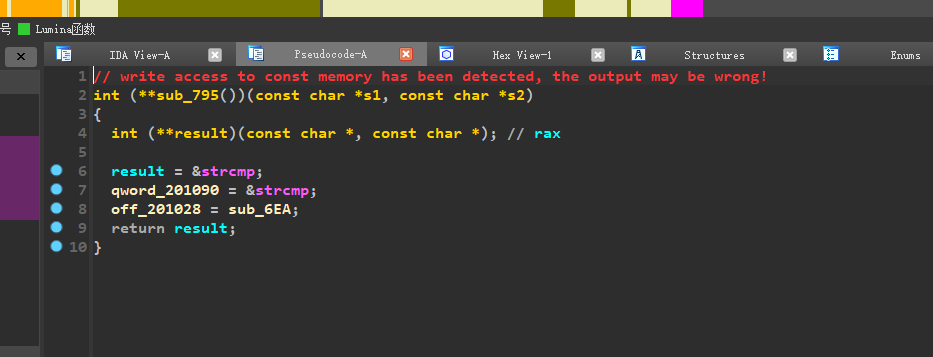 号 Lumina函数
IDA View-A Pseudocode-A Hex View-1 Structures Enums
1 // write access to const memory has been detected, the output may be wrong!
2 int (**sub_795())(const char *s1, const char *s2)
3 {
4 int (**result)(const char *, const char *); // rax
5
6 result = &strcmp;
7 qword_201090 = &strcmp;
8 off_201028 = sub_6EA;
9 return result;
10 }